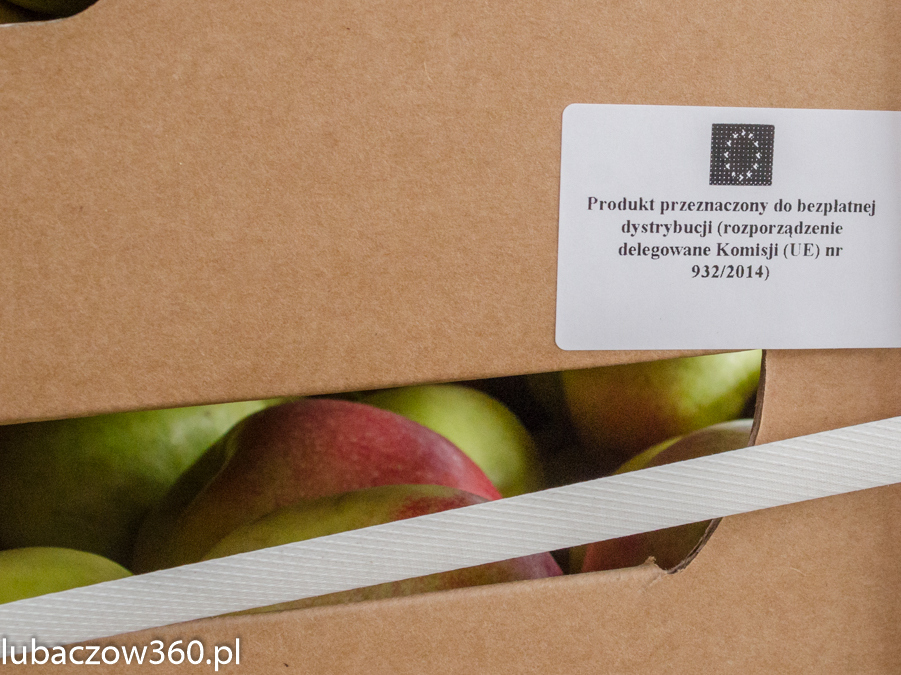 Produkt przeznaczony do bezpłatnej
dystrybucji (rozporządzenie
delegowane Komisji (UE) nr
932/2014)
lubaczow360.pl